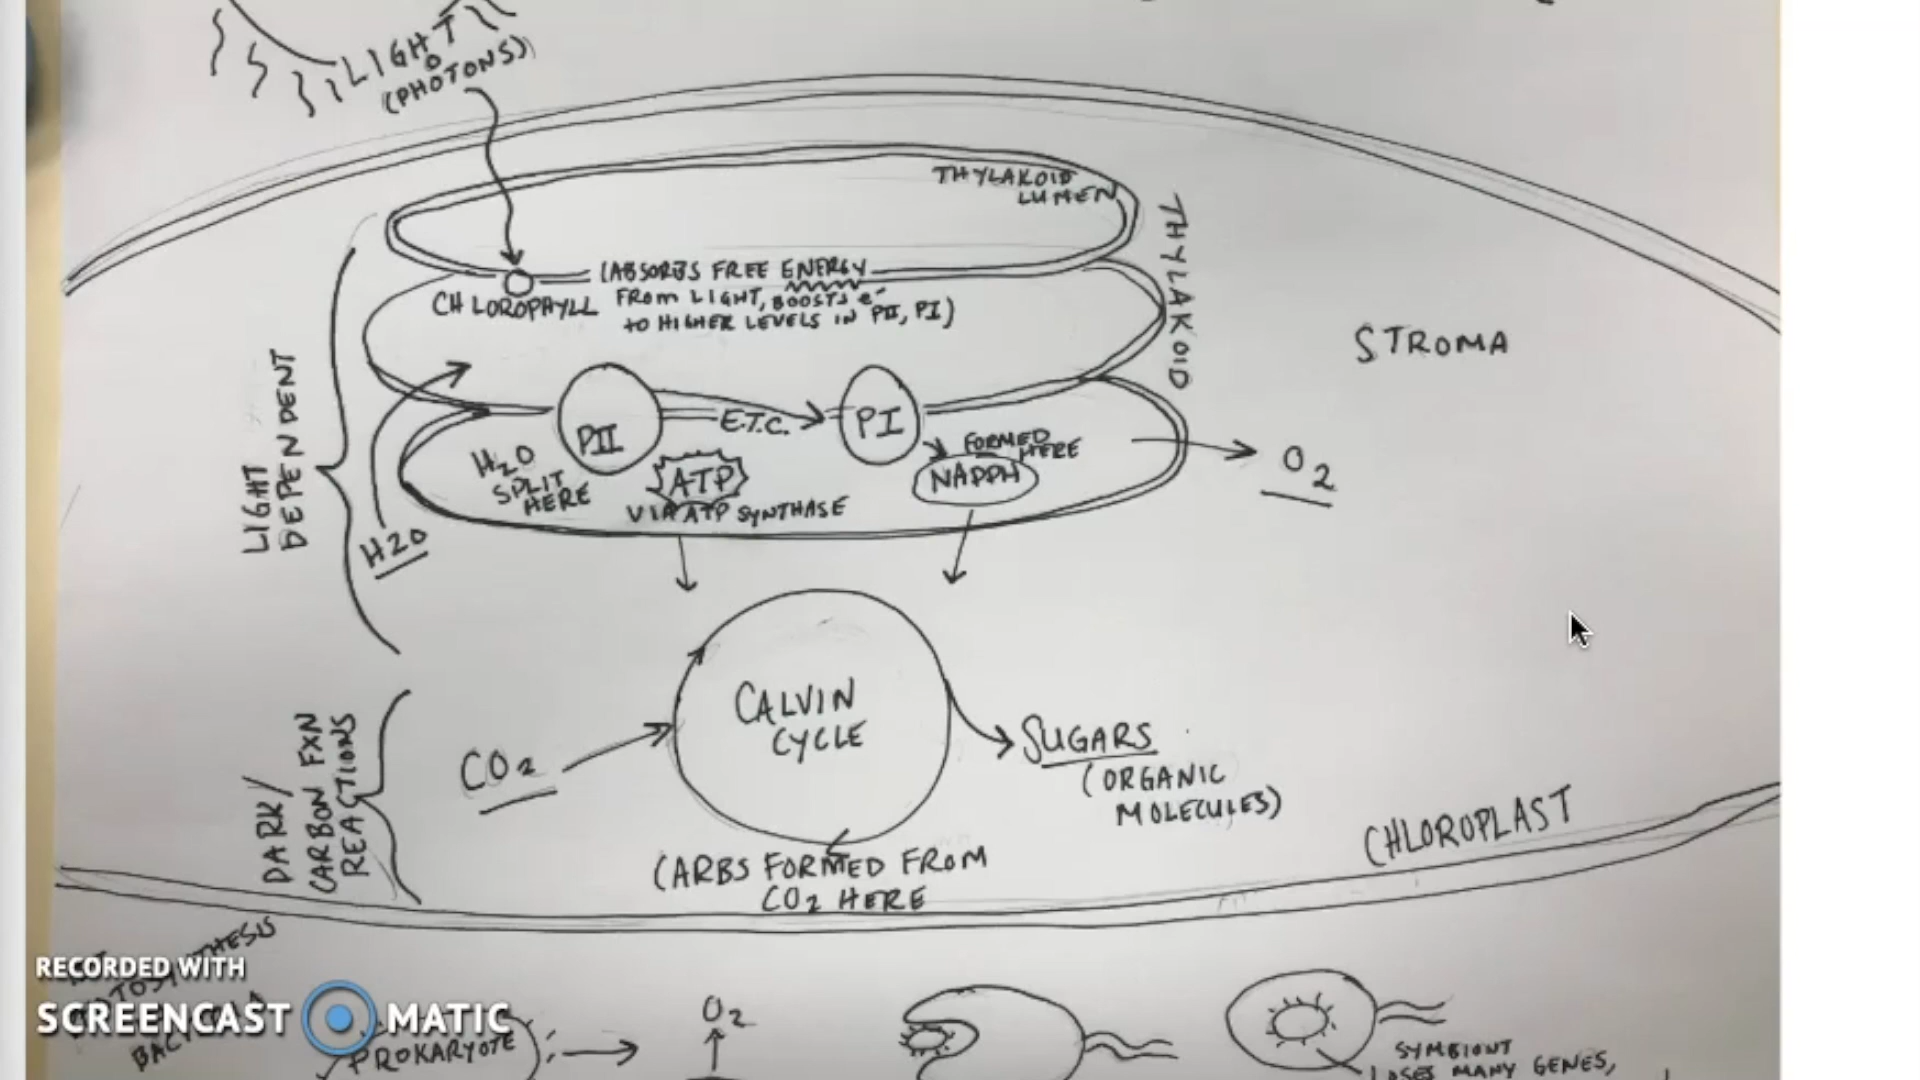 LIGHT
(PHOTONS)
THYLAKOID
LUMEN
THYLAKOID
(ABSORBS FREE ENERGY
FROM LIGHT, BOOSTS e-
TO HIGHER LEVELS IN PII, PI)
CHLOROPHYLL
STROMA
LIGHT
DEPENDENT
PII
E.T.C.
PI
H2O
SPLIT
HERE
ATP
VIA ATP SYNTHASE
FORMED
HERE
NADPH
O2
H2O
CALVIN
CYCLE
CO2
SUGARS
(ORGANIC
MOLECULES)
DARK/
CARBON FXN
REACTIONS
CARBS FORMED FROM
CO2 HERE
CHLOROPLAST
RECORDED WITH
SCREENCAST MATIC
PROKARYOTE
O2
SYMBIONT
LOSES MANY GENES,